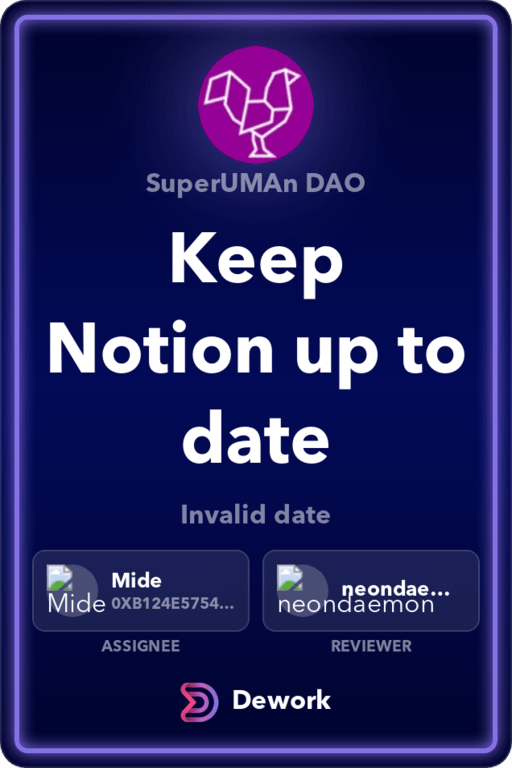 SuperUMAn DAO
Keep
Notion up to
date
Invalid date
Mide
Mide 0XB124E5754...
neondae...
neondaemon
ASSIGNEE
REVIEWER
Dework